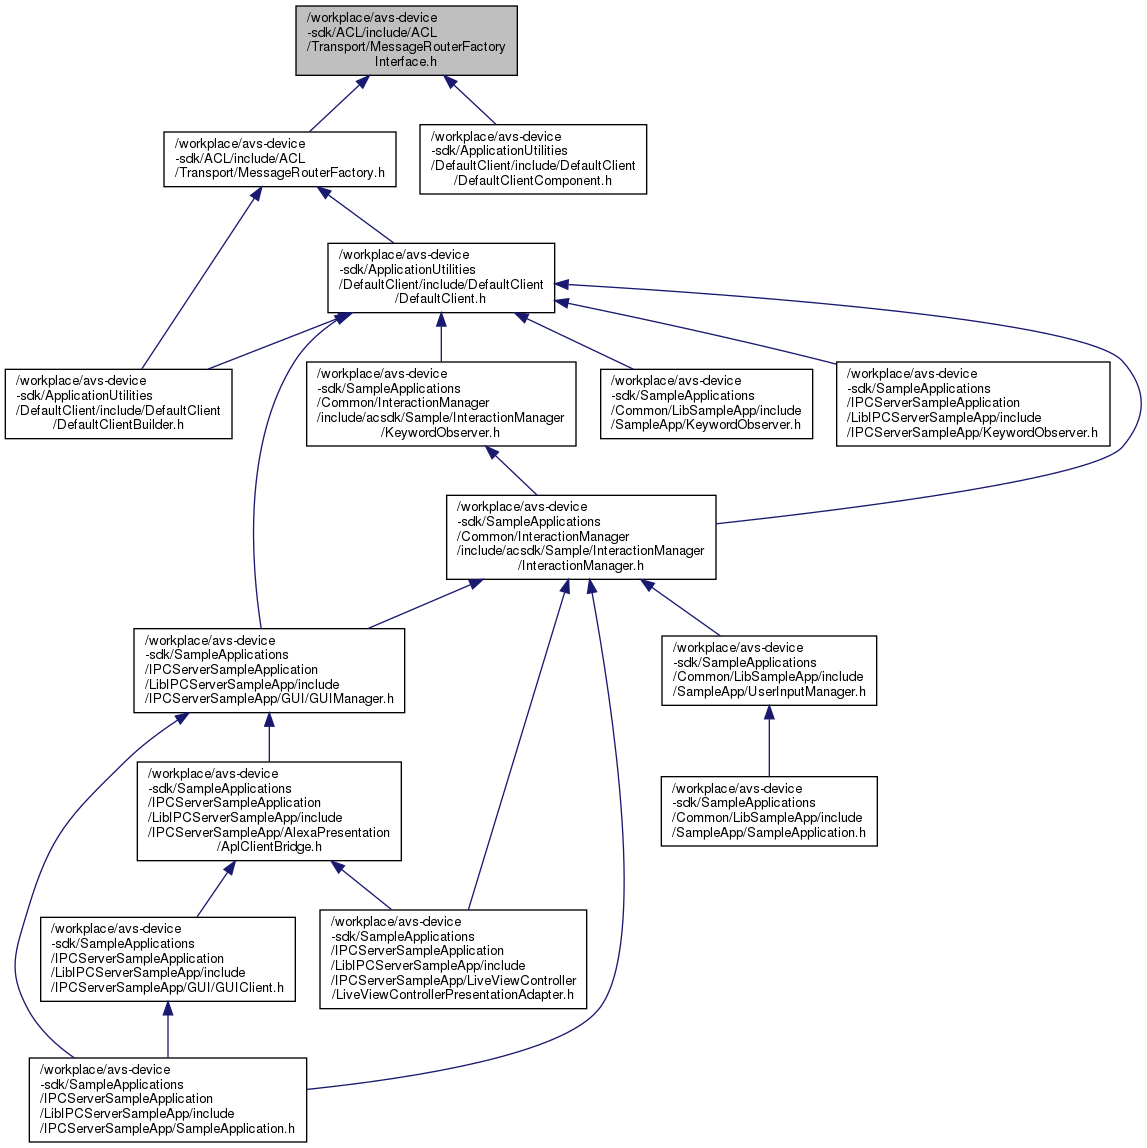 /workplace/avs-device
-sdk/ACL/include/ACL
/Transport/MessageRouterFactory
Interface.h
/workplace/avs-device
-sdk/ACL/include/ACL
/Transport/MessageRouterFactory.h
/workplace/avs-device
-sdk/ApplicationUtilities
/DefaultClient/include/DefaultClient
/DefaultClientComponent.h
/workplace/avs-device
-sdk/ApplicationUtilities
/DefaultClient/include/DefaultClient
/DefaultClient.h
/workplace/avs-device
-sdk/ApplicationUtilities
/DefaultClient/include/DefaultClient
/DefaultClientBuilder.h
/workplace/avs-device
-sdk/SampleApplications
/Common/InteractionManager
/include/acsdk/Sample/InteractionManager
/KeywordObserver.h
/workplace/avs-device
-sdk/SampleApplications
/Common/LibSampleApp/include
/SampleApp/KeywordObserver.h
/workplace/avs-device
-sdk/SampleApplications
/IPCServerSampleApplication
/LibIPCServerSampleApp/include
/IPCServerSampleApp/KeywordObserver.h
/workplace/avs-device
-sdk/SampleApplications
/Common/InteractionManager
/include/acsdk/Sample/InteractionManager
/InteractionManager.h
/workplace/avs-device
-sdk/SampleApplications
/IPCServerSampleApplication
/LibIPCServerSampleApp/include
/IPCServerSampleApp/GUI/GUIManager.h
/workplace/avs-device
-sdk/SampleApplications
/Common/LibSampleApp/include
/SampleApp/UserInputManager.h
/workplace/avs-device
-sdk/SampleApplications
/IPCServerSampleApplication
/LibIPCServerSampleApp/include
/IPCServerSampleApp/AlexaPresentation
/AplClientBridge.h
/workplace/avs-device
-sdk/SampleApplications
/Common/LibSampleApp/include
/SampleApp/SampleApplication.h
/workplace/avs-device
-sdk/SampleApplications
/IPCServerSampleApplication
/LibIPCServerSampleApp/include
/IPCServerSampleApp/GUI/GUIClient.h
/workplace/avs-device
-sdk/SampleApplications
/IPCServerSampleApplication
/LibIPCServerSampleApp/include
/IPCServerSampleApp/LiveViewController
/LiveViewControllerPresentationAdapter.h
/workplace/avs-device
-sdk/SampleApplications
/IPCServerSampleApplication
/LibIPCServerSampleApp/include
/IPCServerSampleApp/SampleApplication.h